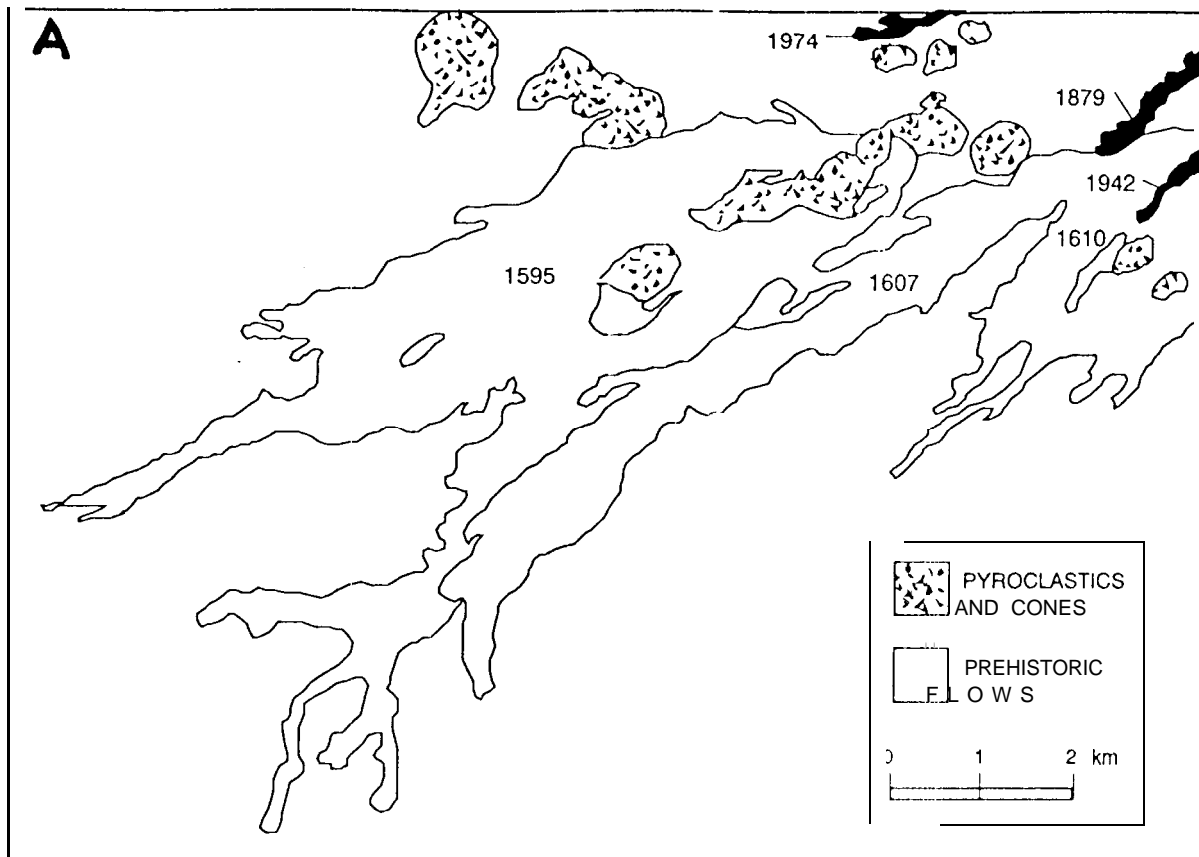 A
1974
1879
1942
1610
1595
1607
PYROCLASTICS
AND CONES
PREHISTORIC
FLOWS
0 1 2 km